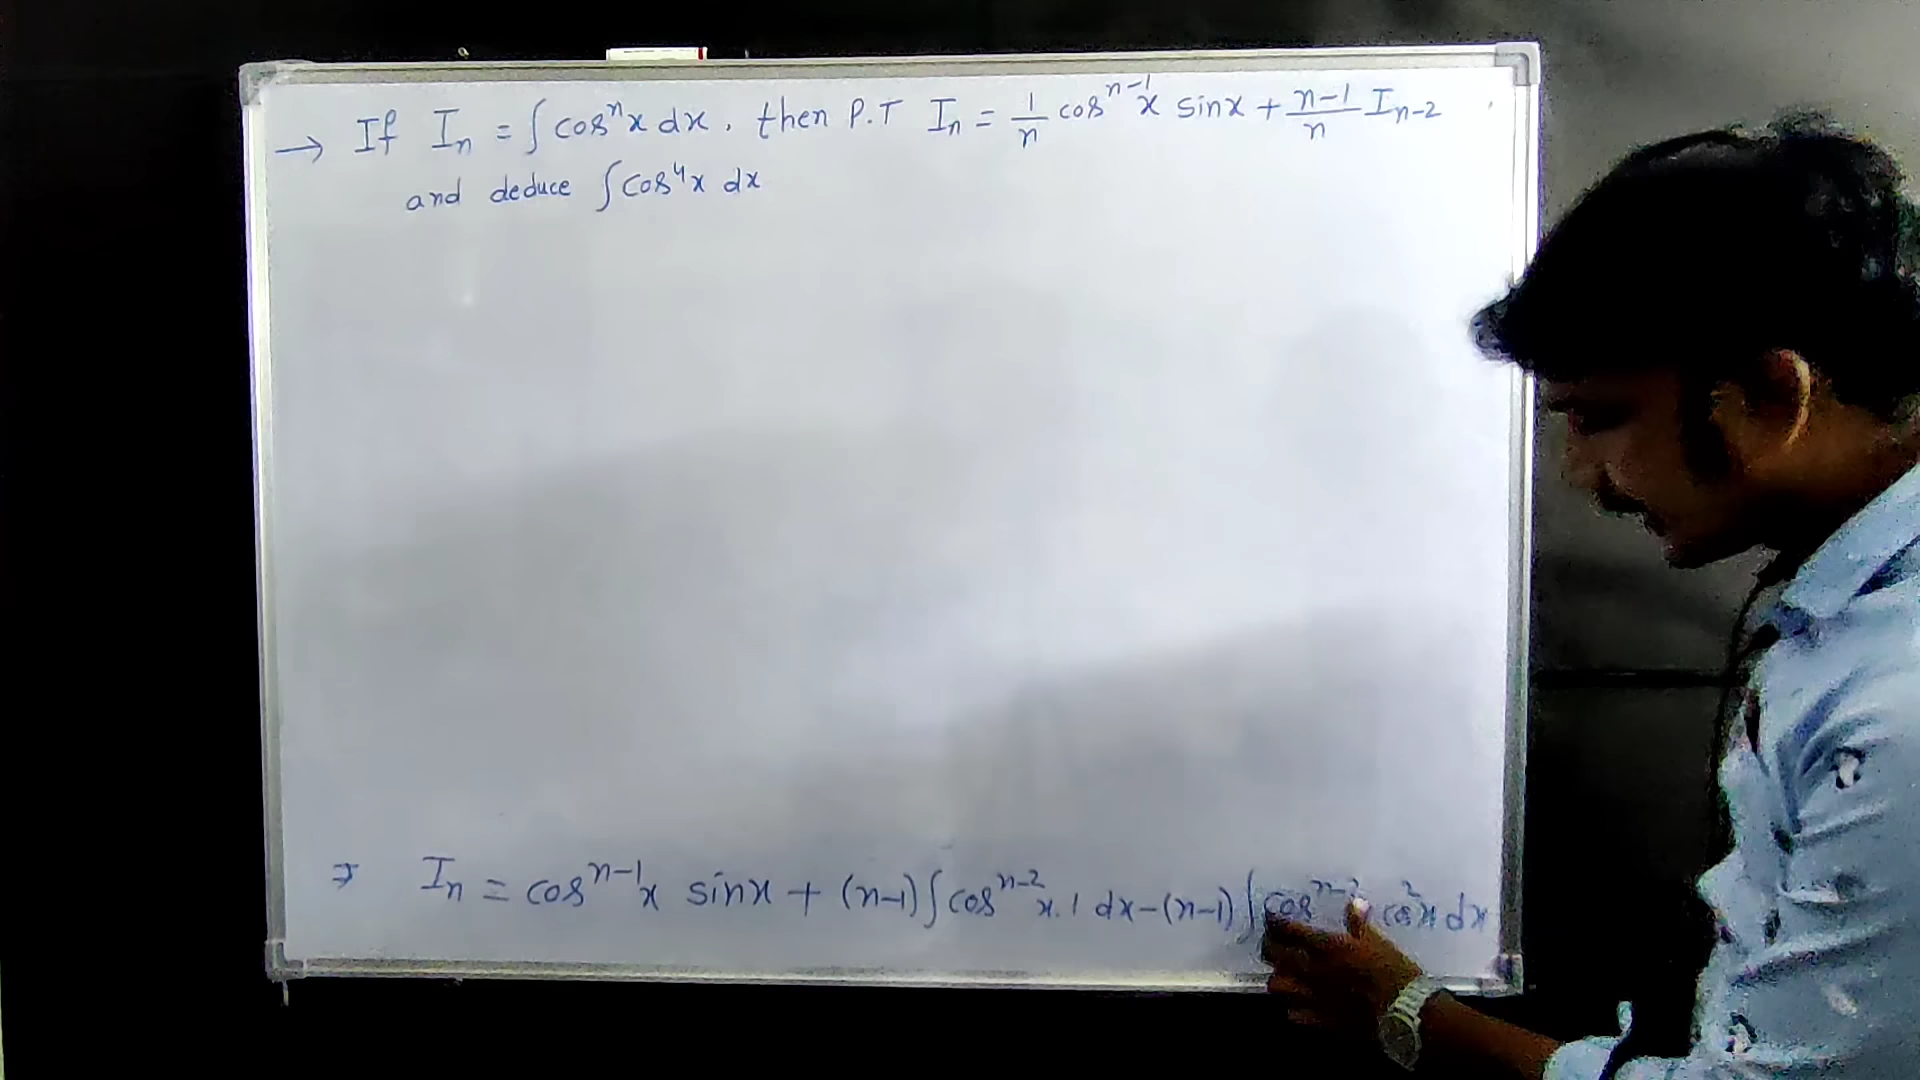 → If Iₙ = ∫cosⁿx dx, then P.T Iₙ = 1/n cosⁿ⁻¹x sinx + n-1/n Iₙ₋₂
and deduce ∫cos⁴x dx
⇒ Iₙ = cosⁿ⁻¹x sinx + (n-1)∫cosⁿ⁻²x.1 dx-(n-1)∫cosⁿ⁻² cos²x dx